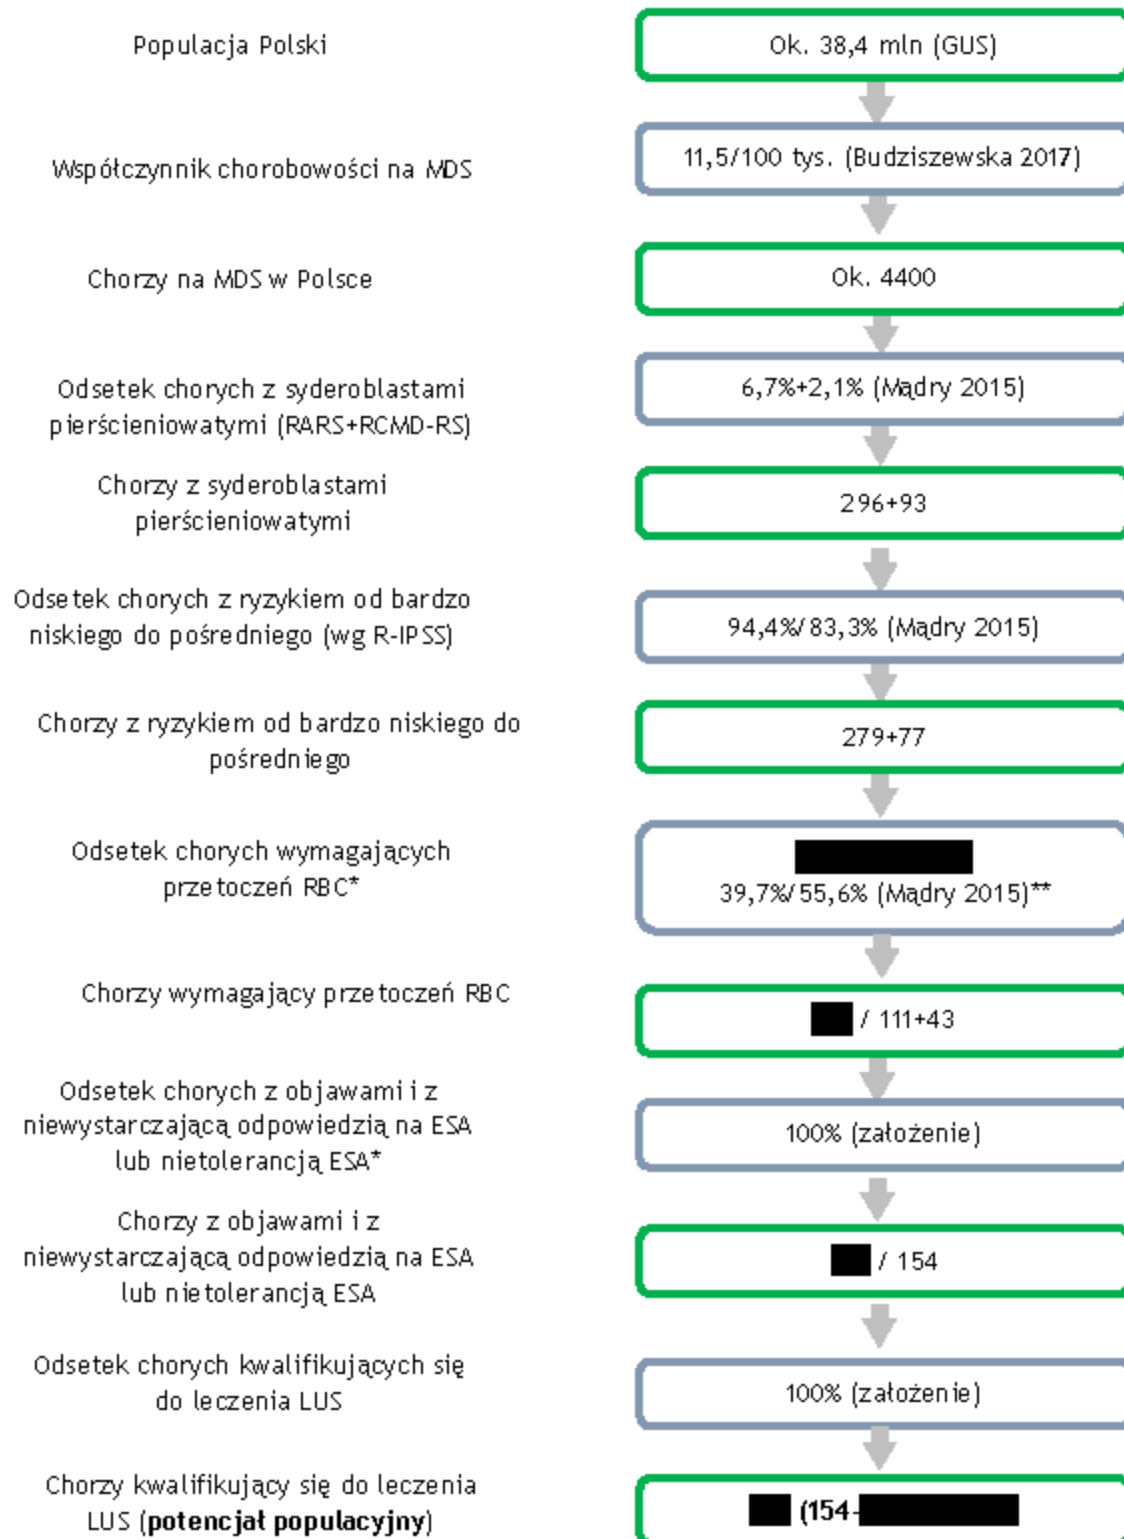 Populacja Polski
Ok. 38,4 mln (GUS)
Współczynnik chorobowości na MDS
11,5/100 tys. (Budziszewska 2017)
Chorzy na MDS w Polsce
Ok. 4400
Odsetek chorych z syderoblastami
pierścieniowatymi (RARS+RCMD-RS)
6,7%+2,1% (Mądry 2015)
Chorzy z syderoblastami
pierścieniowatymi
296+93
Odsetek chorych z ryzykiem od bardzo
niskiego do pośredniego (wg R-IPSS)
94,4%/83,3% (Mądry 2015)
Chorzy z ryzykiem od bardzo niskiego do
pośredniego
279+77
Odsetek chorych wymagających
przetoczeń RBC*
39,7%/55,6% (Mądry 2015)**
Chorzy wymagający przetoczeń RBC
/ 111+43
Odsetek chorych z objawami i z
niewystarczającą odpowiedzią na ESA
lub nietolerancją ESA*
100% (założenie)
Chorzy z objawami i z
niewystarczającą odpowiedzią na ESA
lub nietolerancją ESA
/ 154
Odsetek chorych kwalifikujących się
do leczenia LUS
100% (założenie)
Chorzy kwalifikujący się do leczenia
LUS (potencjał populacyjny)
(154-